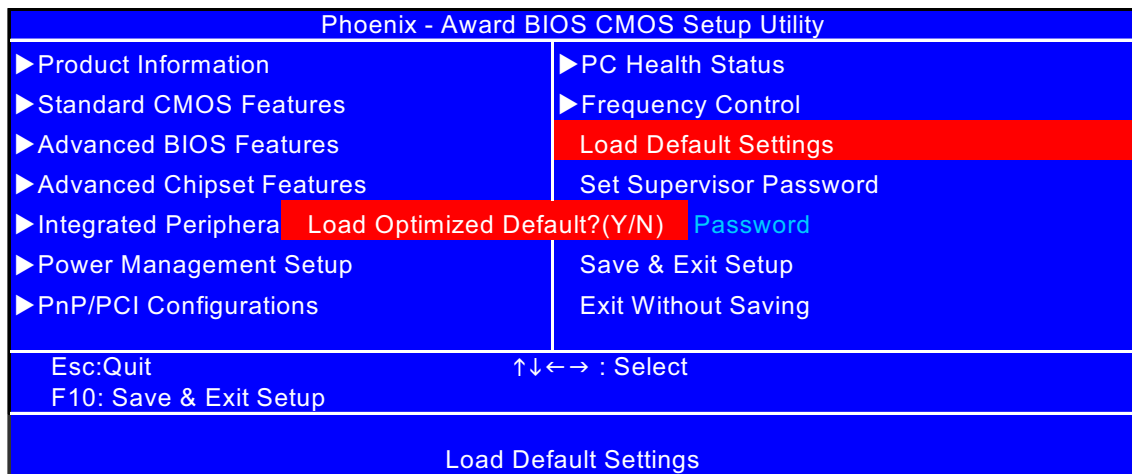 Phoenix - Award BIOS CMOS Setup Utility
▶Product Information
▶Standard CMOS Features
▶Advanced BIOS Features
▶Advanced Chipset Features
▶Integrated Periphera
▶Power Management Setup
▶PnP/PCI Configurations
▶PC Health Status
▶Frequency Control
Load Default Settings
Set Supervisor Password
Password
Save & Exit Setup
Exit Without Saving
Load Optimized Default?(Y/N)
Esc:Quit ↑↓←→ : Select
F10: Save & Exit Setup
Load Default Settings